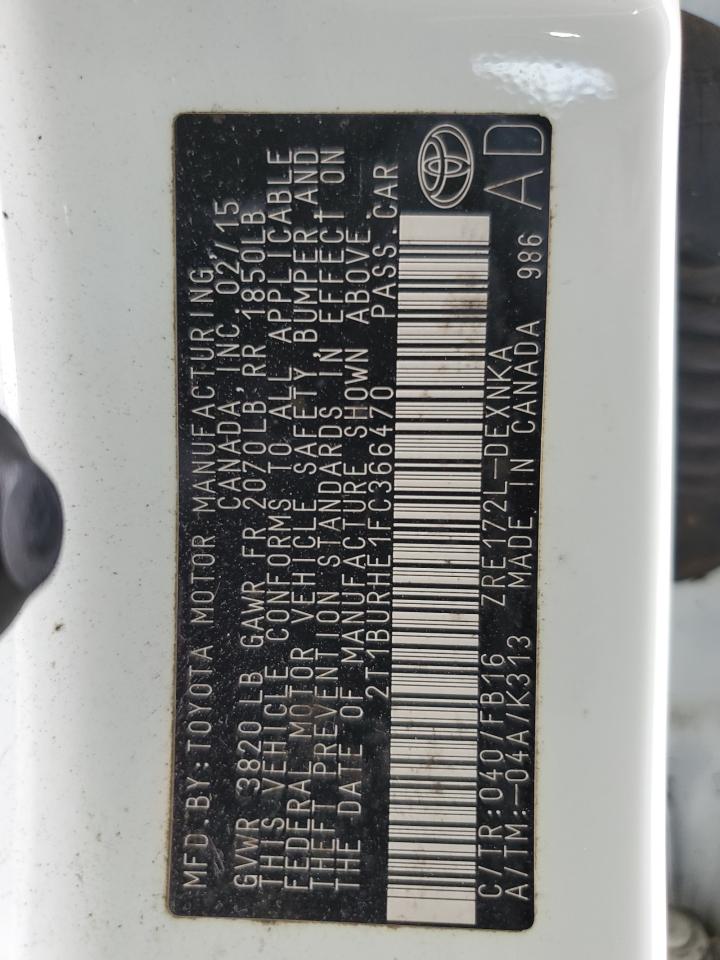 MFD.BY:TOYOTA MOTOR MANUFACTURING,
CANADA, INC. 02/15
GVWR 3820LB GAWR FR 2070LB, RR 1850LB
THIS VEHICLE CONFORMS TO ALL APPLICABLE
FEDERAL MOTOR VEHICLE SAFETY BUMPER AND
THEFT PREVENTION STANDARDS IN EFFECT ON
THE DATE OF MANUFACTURE SHOWN ABOVE.
2T1BURHE1FC366470 PASS.CAR
C/TR:040/FB16 ZRE172L-DEXNKA
A/TM:-04A/K313 MADE IN CANADA 986
AD